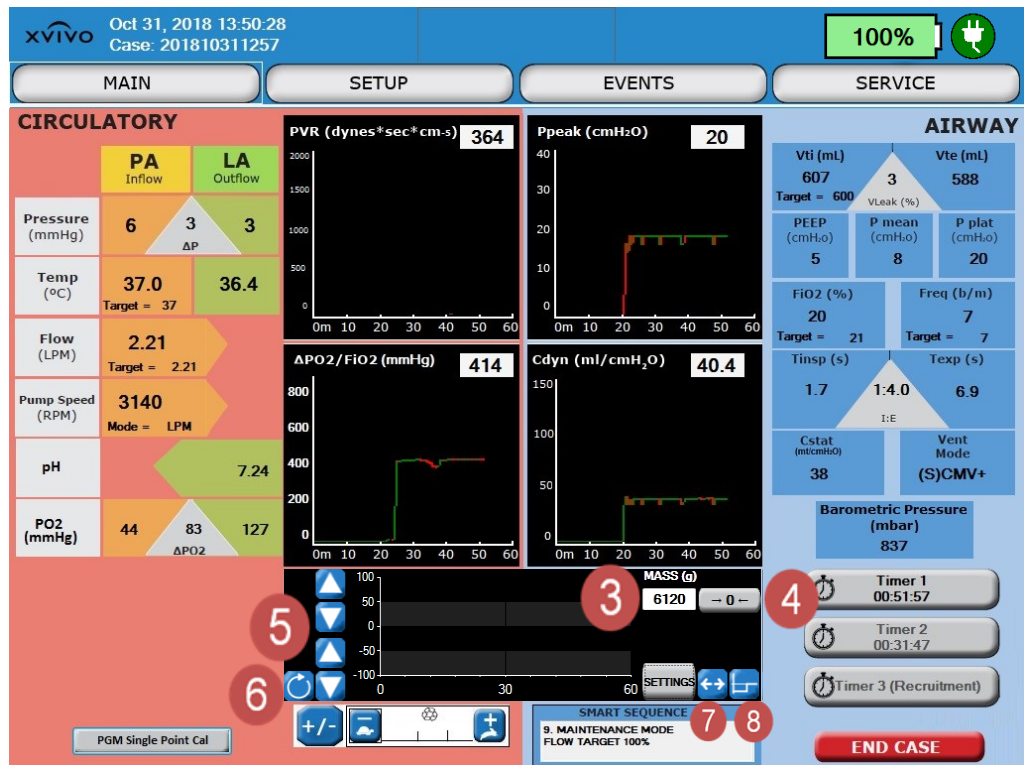 xvivo
Oct 31, 2018 13:50:28
Case: 201810311257
100%
MAIN
SETUP
EVENTS
SERVICE
CIRCULATORY
PA
Inflow
LA
Outflow
Pressure
(mmHg)
6
3
ΔP
3
Temp
(ºC)
37.0
Target = 37
36.4
Flow
(LPM)
2.21
Target = 2.21
Pump Speed
(RPM)
3140
Mode = LPM
pH
7.24
PO2
(mmHg)
44
83
ΔPO2
127
PGM Single Point Cal
PVR (dynes*sec*cm-5) 364
2000
1500
1000
500
0
0m 10 20 30 40 50 60
Ppeak (cmH₂O) 20
40
30
20
10
0
0m 10 20 30 40 50 60
ΔPO2/FiO2 (mmHg) 414
800
600
400
200
0
0m 10 20 30 40 50 60
Cdyn (ml/cmH₂O) 40.4
150
100
50
0
0m 10 20 30 40 50 60
5
6
100
50
0
-50
-100
0 30 60
3
MASS (g)
6120
→0←
SETTINGS
7
8
+/-
SMART SEQUENCE
9. MAINTENANCE MODE
FLOW TARGET 100%
AIRWAY
Vti (mL)
607
Target = 600
3
VLeak (%)
Vte (mL)
588
PEEP
(cmH₂o)
5
P mean
(cmH₂o)
8
P plat
(cmH₂o)
20
FiO2 (%)
20
Target = 21
Freq (b/m)
7
Target = 7
Tinsp (s)
1.7
1:4.0
I:E
Texp (s)
6.9
Cstat
(mt/cmH₂O)
38
Vent
Mode
(S)CMV+
Barometric Pressure
(mbar)
837
4
Timer 1
00:51:57
Timer 2
00:31:47
Timer 3 (Recruitment)
END CASE